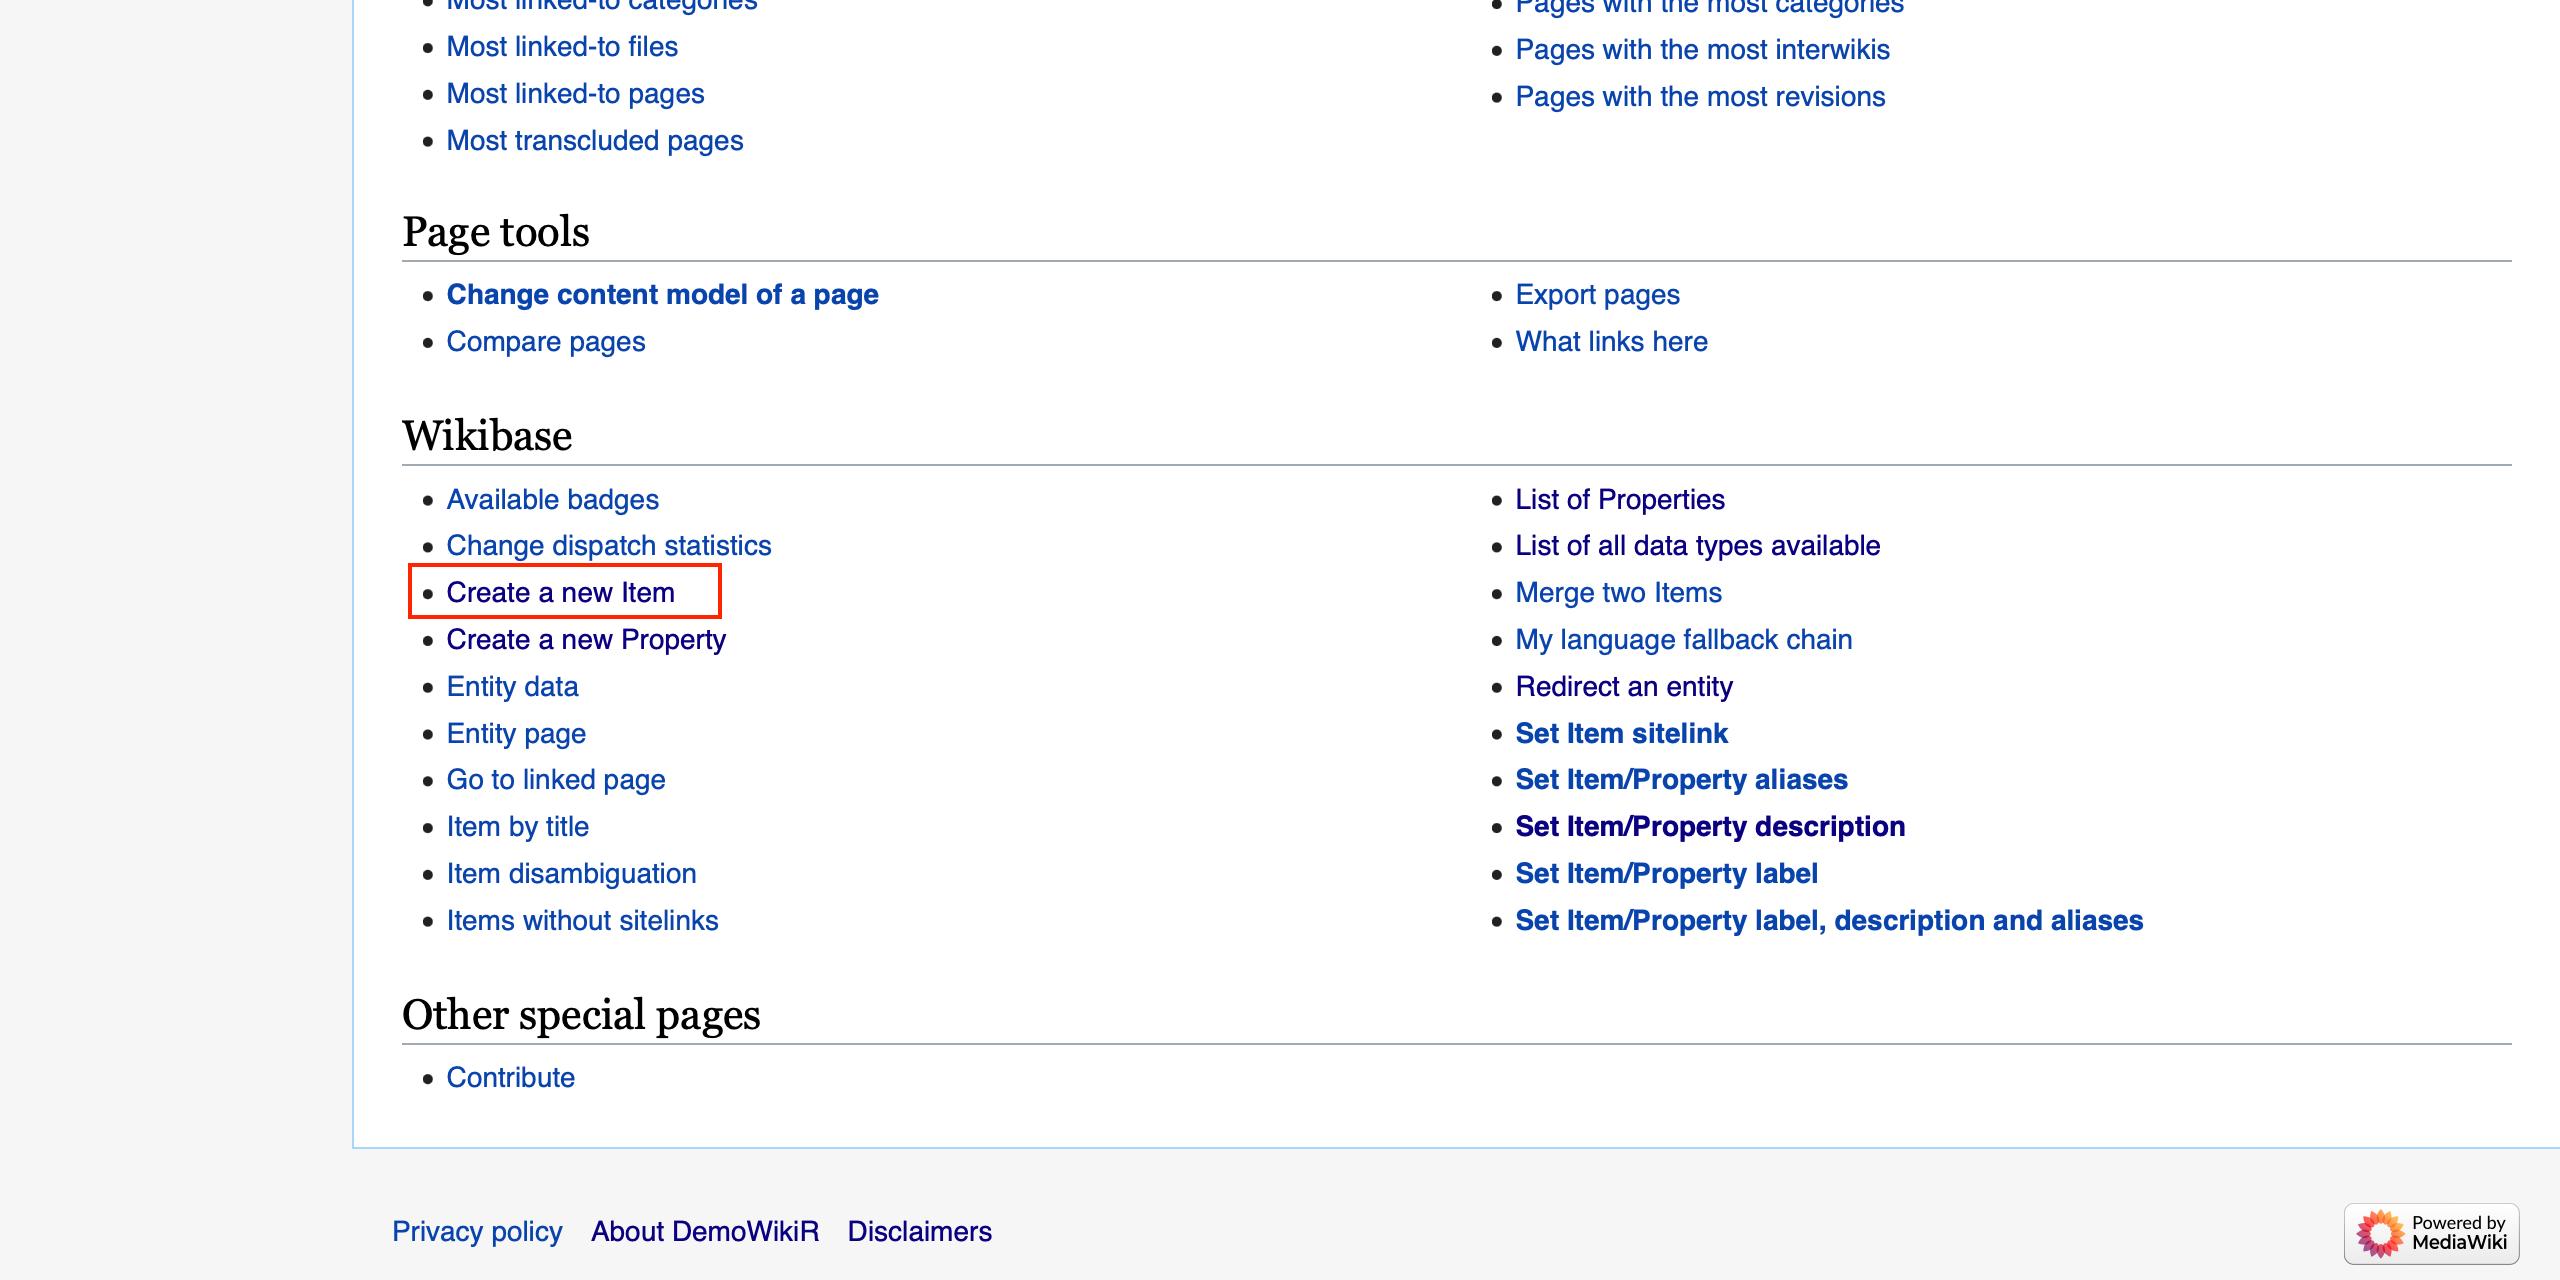 Most linked-to categories
Most linked-to files
Most linked-to pages
Most transcluded pages
Pages with the most categories
Pages with the most interwikis
Pages with the most revisions
Page tools
Change content model of a page
Compare pages
Export pages
What links here
Wikibase
Available badges
Change dispatch statistics
Create a new Item
Create a new Property
Entity data
Entity page
Go to linked page
Item by title
Item disambiguation
Items without sitelinks
List of Properties
List of all data types available
Merge two Items
My language fallback chain
Redirect an entity
Set Item sitelink
Set Item/Property aliases
Set Item/Property description
Set Item/Property label
Set Item/Property label, description and aliases
Other special pages
Contribute
Privacy policy About DemoWikiR Disclaimers
Powered by
MediaWiki